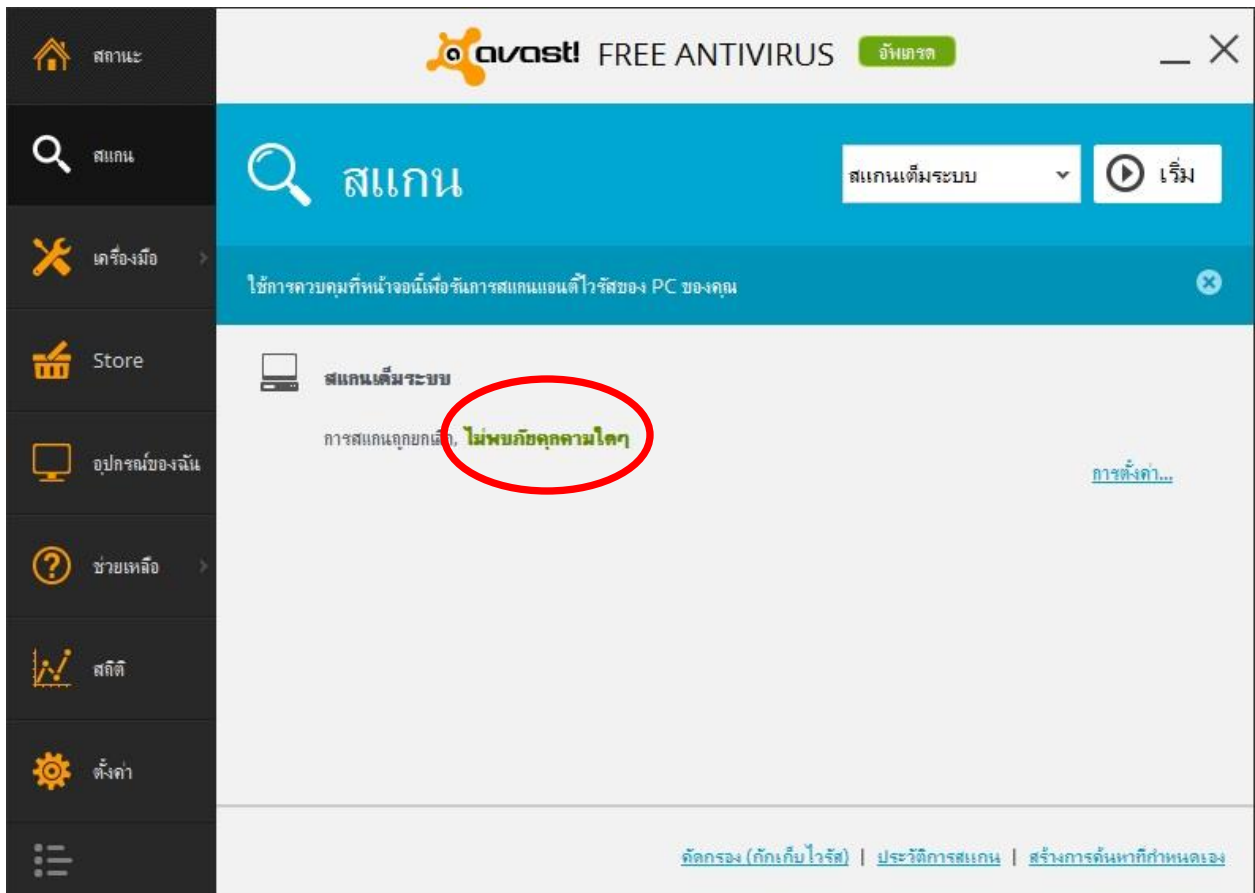 สถานะ
avast! FREE ANTIVIRUS อัพเกรด
สแกน
สแกน
สแกนเต็มระบบ
เริ่ม
เครื่องมือ
ใช้การควบคุมที่หน้าจอนี้เพื่อรันการสแกนแอนตี้ไวรัสของ PC ของคุณ
Store
สแกนเต็มระบบ
การสแกนถูกยกเลิก, ไม่พบภัยคุกคามใดๆ
อุปกรณ์ของฉัน
การตั้งค่า...
ช่วยเหลือ
สถิติ
ตั้งค่า
คัดกรอง (กักเก็บไวรัส) | ประวัติการสแกน | สร้างการค้นหาที่กำหนดเอง